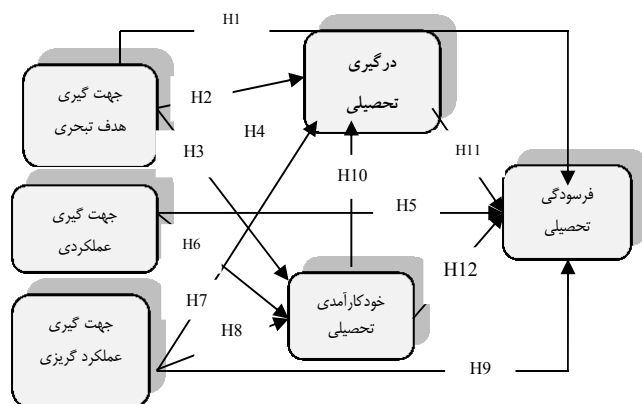 H1
درگیری
تحصیلی
جهت گیری
هدف تبحری
H2
H4
H3
H11
H10
فرسودگی
تحصیلی
جهت گیری
عملکردی
H5
H6
H12
خودکارآمدی
تحصیلی
H7
جهت گیری
عملکرد گریزی
H8
H9